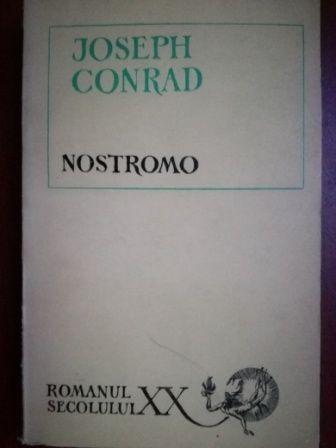 JOSEPH
CONRAD
NOSTROMO
ROMANUL
SECOLULUI XX